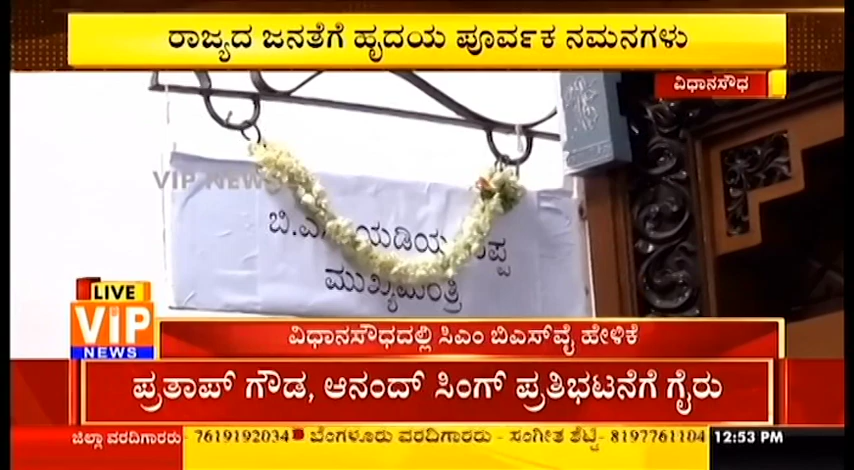 ರಾಜ್ಯದ ಜನತೆಗೆ ಹೃದಯ ಪೂರ್ವಕ ನಮನಗಳು
ವಿಧಾನಸೌಧ
VIP NEWS
ಮುಖ್ಯಮಂತ್ರಿ
LIVE
ViP
NEWS
ವಿಧಾನಸೌಧದಲ್ಲಿ ಸಿಎಂ ಬಿಎಸ್‌ವೈ ಹೇಳಿಕೆ
ಪ್ರತಾಪ್ ಗೌಡ, ಆನಂದ್ ಸಿಂಗ್ ಪ್ರತಿಭಟನೆಗೆ ಗೈರು
ಜಿಲ್ಲಾ ವರದಿಗಾರರು - 7619192034 ಬೆಂಗಳೂರು ವರದಿಗಾರರು - ಸಂಗೀತ ಶೆಟ್ಟಿ- 8197761104 12:53 PM